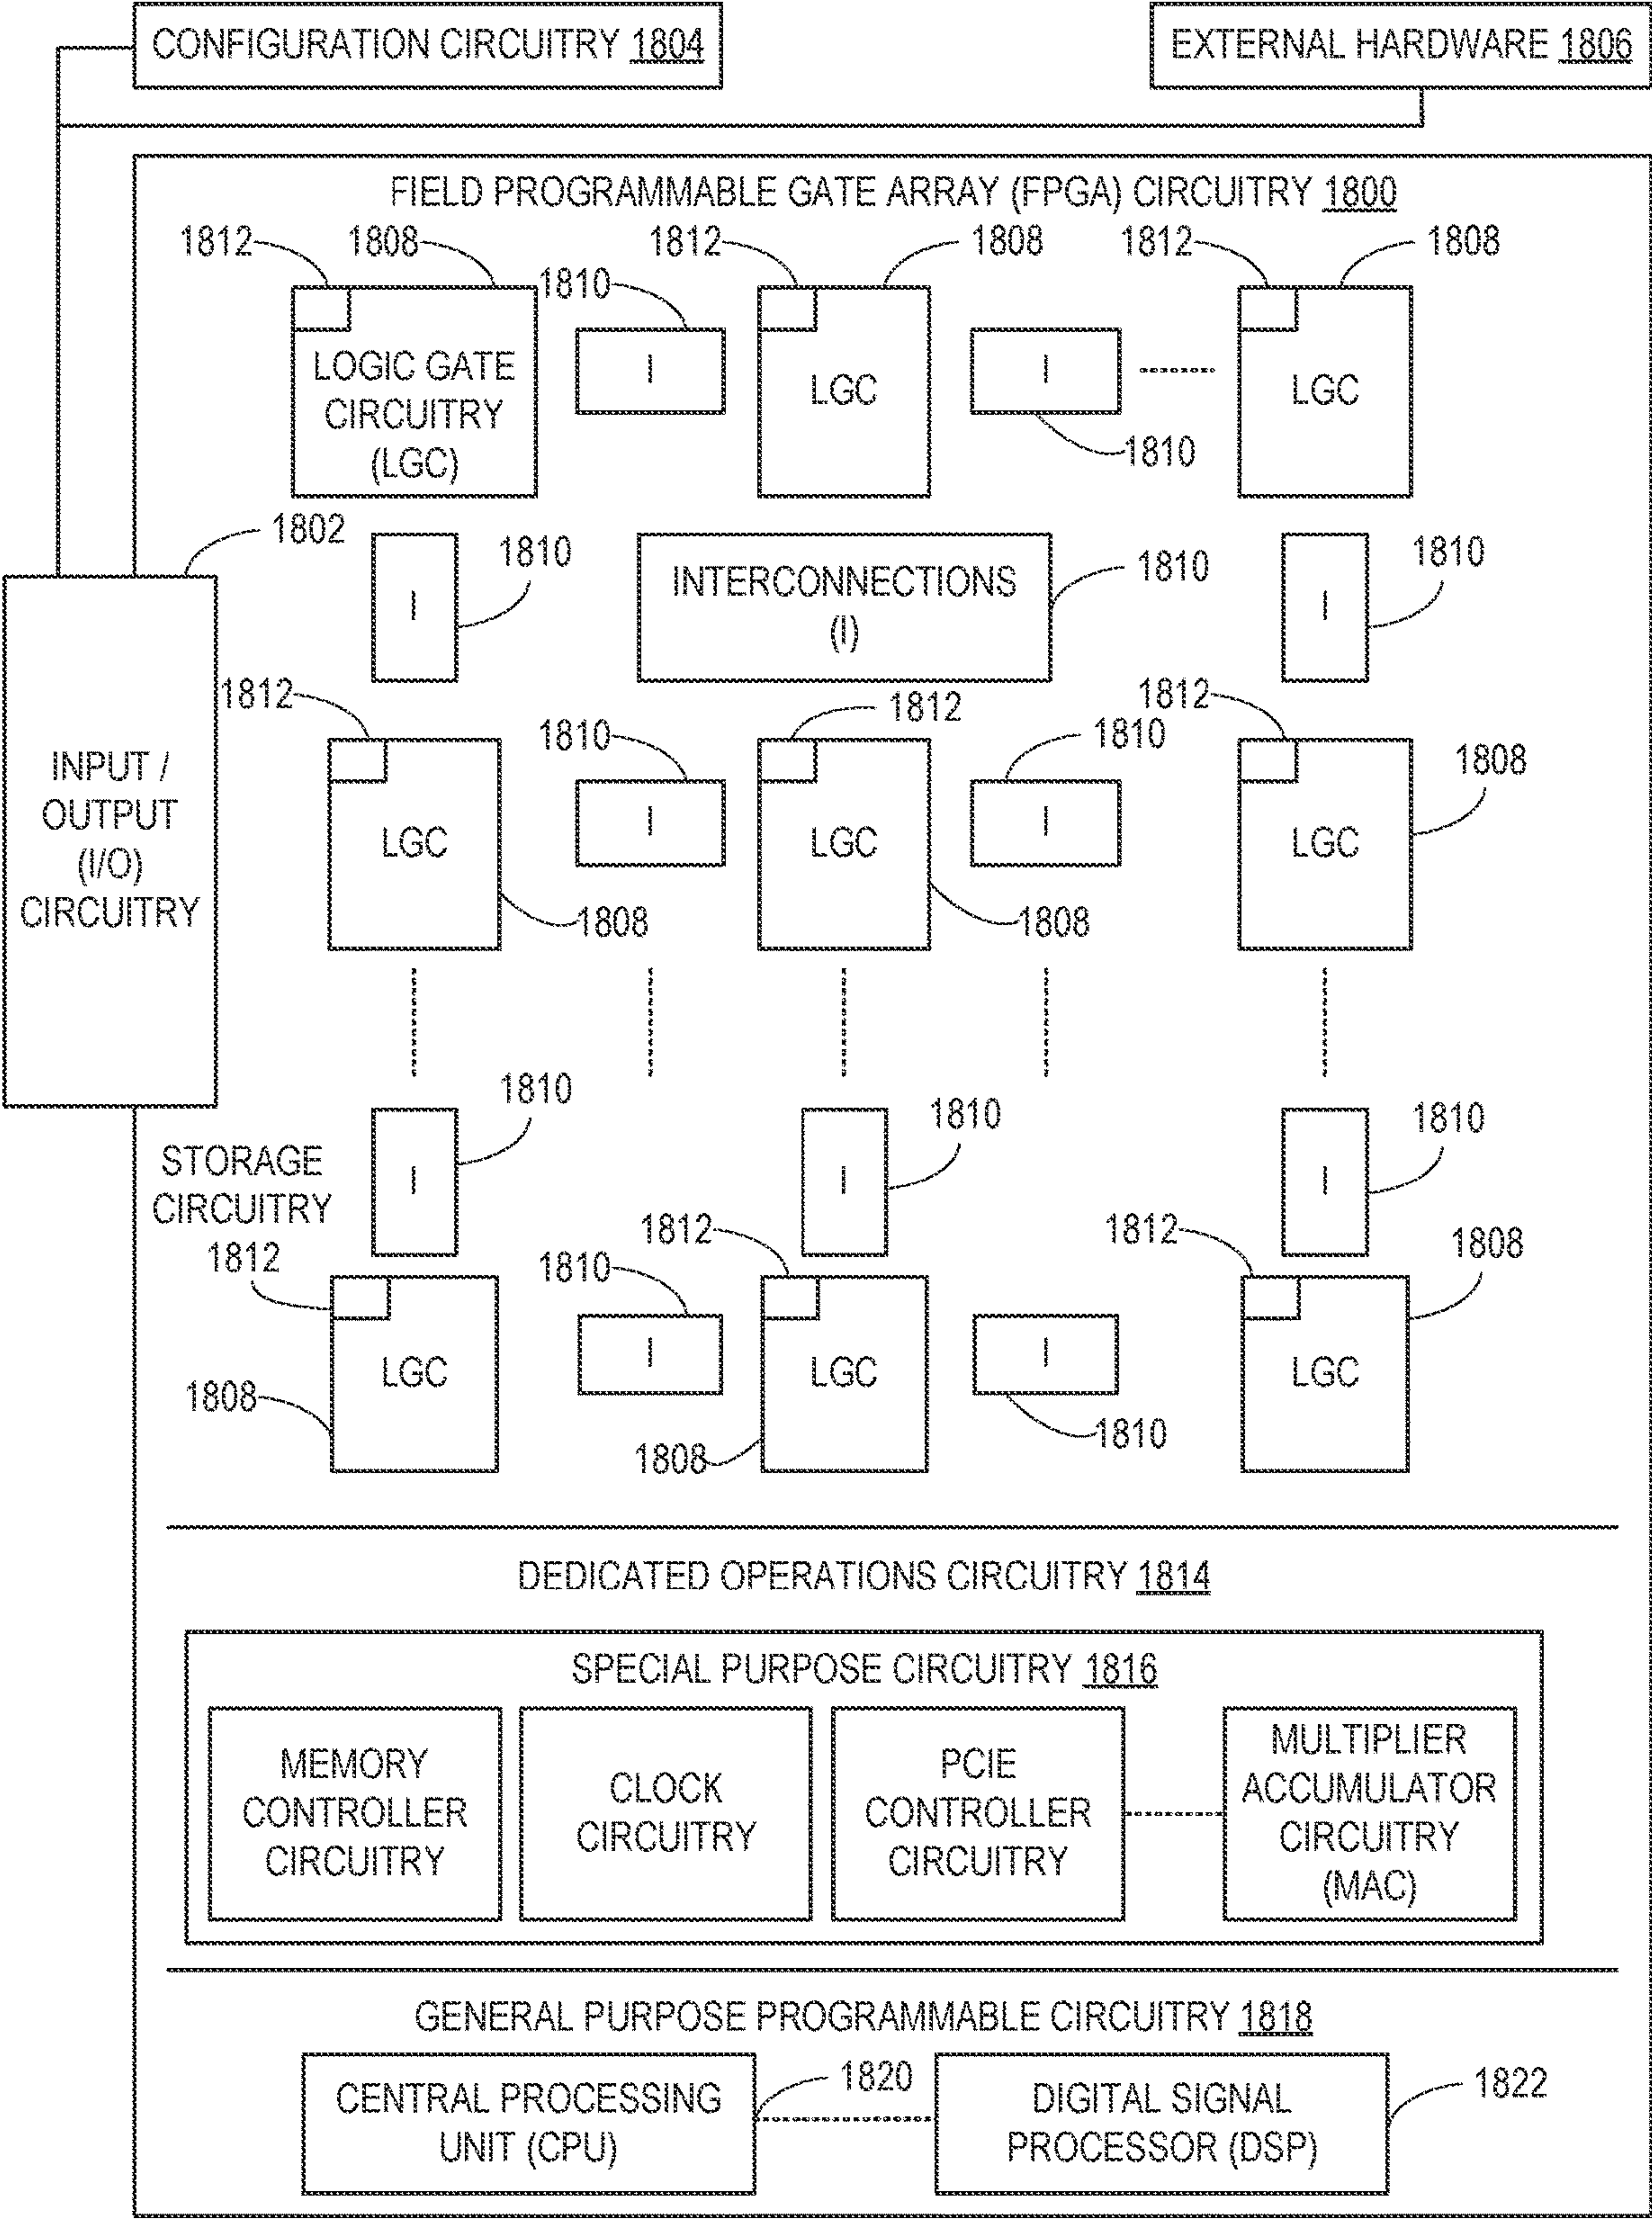 CONFIGURATION CIRCUITRY 1804
EXTERNAL HARDWARE 1806
FIELD PROGRAMMABLE GATE ARRAY (FPGA) CIRCUITRY 1800
1812
1808
1810
1812
1808
1812
1808
LOGIC GATE
CIRCUITRY
(LGC)
I
LGC
I
LGC
1810
1802
1810
I
INTERCONNECTIONS
(I)
1810
1810
I
INPUT /
OUTPUT
(I/O)
CIRCUITRY
1812
1810
1812
1810
1812
1808
LGC
I
LGC
I
LGC
1808
1808
1810
1810
1810
STORAGE
CIRCUITRY
I
I
I
1812
1810
1812
1812
1808
LGC
I
LGC
I
LGC
1808
1808
1810
DEDICATED OPERATIONS CIRCUITRY 1814
SPECIAL PURPOSE CIRCUITRY 1816
MEMORY
CONTROLLER
CIRCUITRY
CLOCK
CIRCUITRY
PCIE
CONTROLLER
CIRCUITRY
MULTIPLIER
ACCUMULATOR
CIRCUITRY
(MAC)
GENERAL PURPOSE PROGRAMMABLE CIRCUITRY 1818
CENTRAL PROCESSING
UNIT (CPU)
1820
DIGITAL SIGNAL
PROCESSOR (DSP)
1822